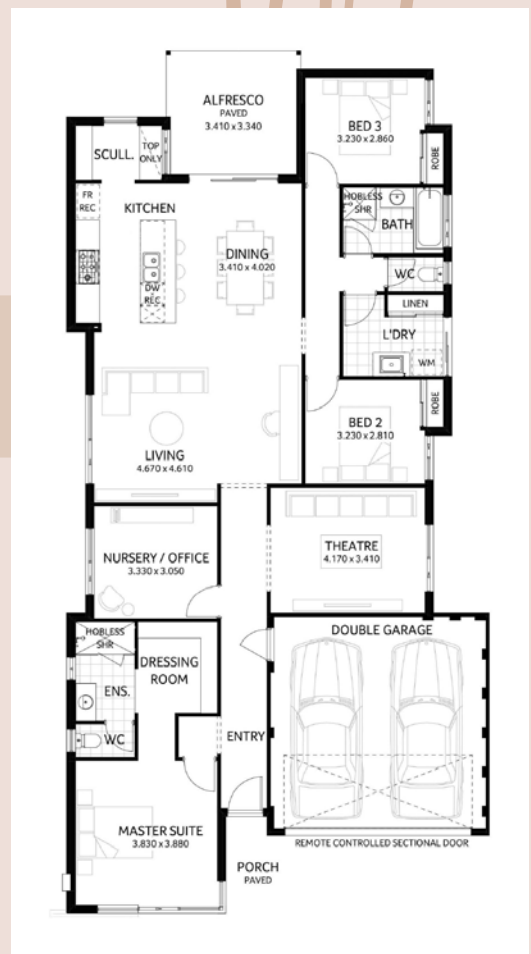 ALFRESCO
PAVED
3.410 x 3.340
BED 3
3.230 x 2.860
ROBE
SCULL.
TOP
ONLY
FR
REC
KITCHEN
HOBLESS
SHR
BATH
DINING
3.410 x 4.020
WC
DW
REC
LINEN
L'DRY
WM
BED 2
3.230 x 2.810
ROBE
LIVING
4.670 x 4.610
NURSERY / OFFICE
3.330 x 3.050
THEATRE
4.170 x 3.410
HOBLESS
SHR
DRESSING
ROOM
ENS.
WC
DOUBLE GARAGE
ENTRY
MASTER SUITE
3.830 x 3.880
REMOTE CONTROLLED SECTIONAL DOOR
PORCH
PAVED